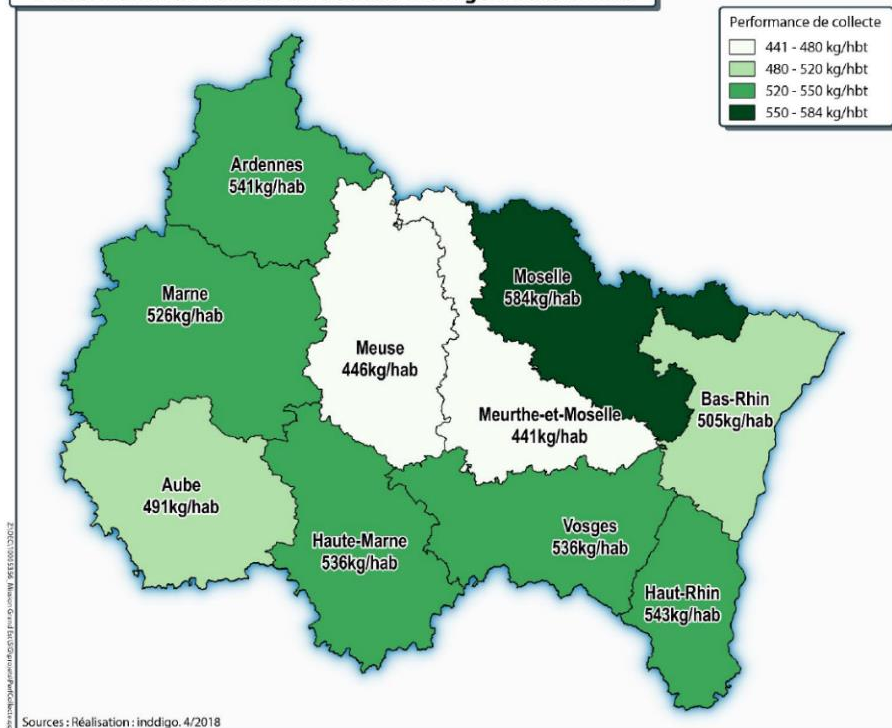 Performance de collecte
441 - 480 kg/hbt
480 - 520 kg/hbt
520 - 550 kg/hbt
550 - 584 kg/hbt
Ardennes
541kg/hab
Marne
526kg/hab
Meuse
446kg/hab
Moselle
584kg/hab
Meurthe-et-Moselle
441kg/hab
Bas-Rhin
505kg/hab
Aube
491kg/hab
Haute-Marne
536kg/hab
Vosges
536kg/hab
Haut-Rhin
543kg/hab
Sources : Réalisation : inddigo. 4/2018